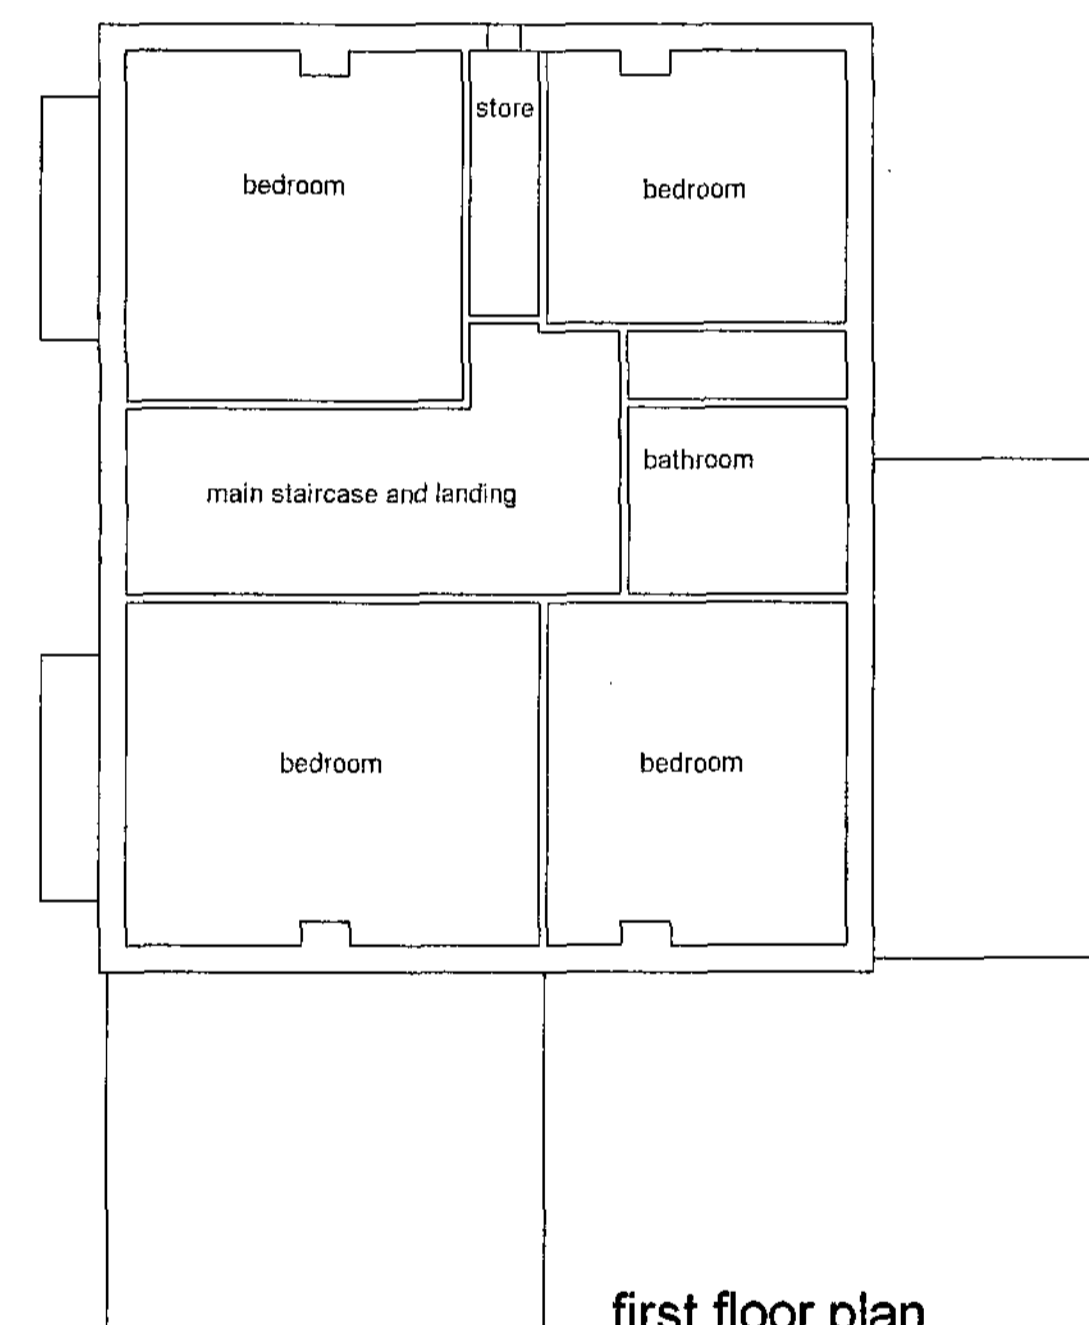 store
bedroom
bedroom
bathroom
main staircase and landing
bedroom
bedroom
first floor plan